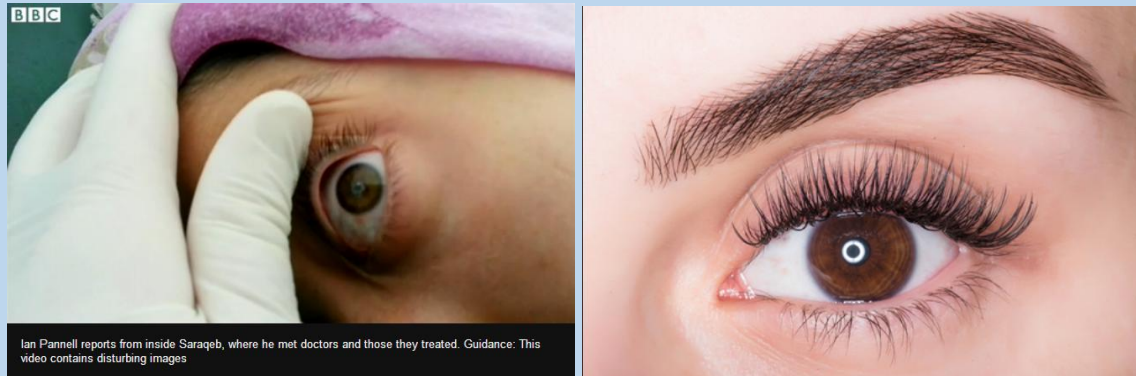 BBC
Ian Pannell reports from inside Saraqeb, where he met doctors and those they treated. Guidance: This
video contains disturbing images